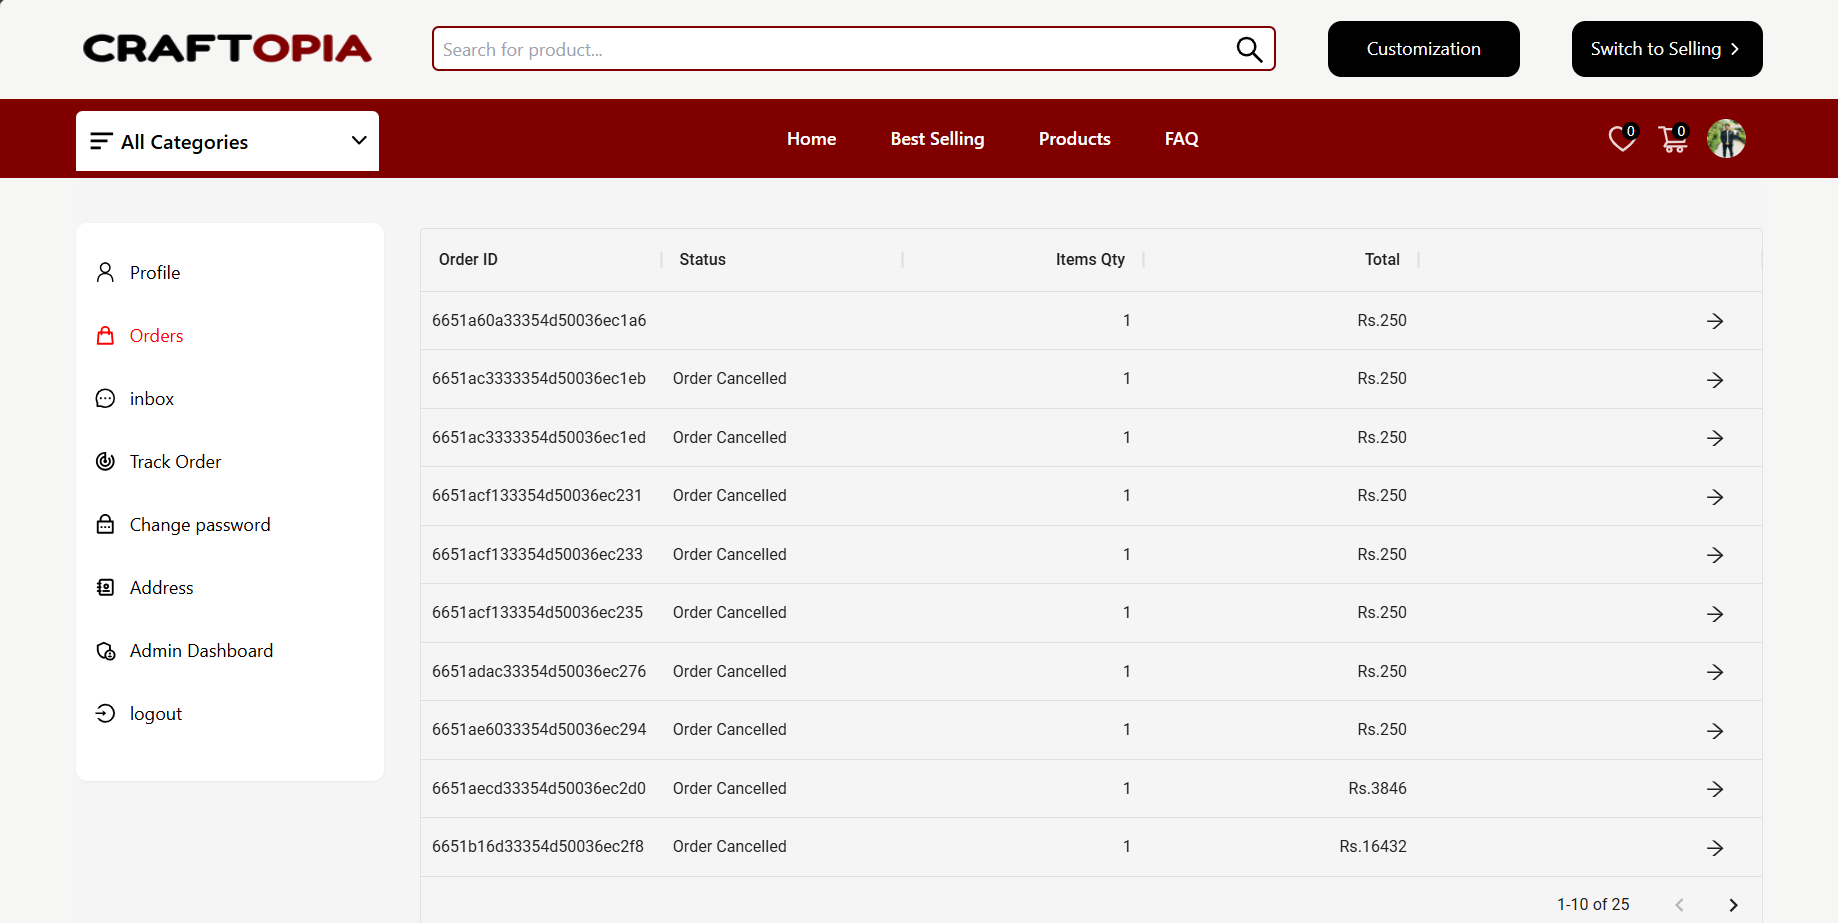 CRAFTOPIA
Search for product...
Customization
Switch to Selling
All Categories
Home
Best Selling
Products
FAQ
0
0
Profile
Orders
inbox
Track Order
Change password
Address
Admin Dashboard
logout
Order ID Status Items Qty Total
6651a60a33354d50036ec1a6 1 Rs.250
6651ac3333354d50036ec1eb Order Cancelled 1 Rs.250
6651ac3333354d50036ec1ed Order Cancelled 1 Rs.250
6651acf133354d50036ec231 Order Cancelled 1 Rs.250
6651acf133354d50036ec233 Order Cancelled 1 Rs.250
6651acf133354d50036ec235 Order Cancelled 1 Rs.250
6651adac33354d50036ec276 Order Cancelled 1 Rs.250
6651ae6033354d50036ec294 Order Cancelled 1 Rs.250
6651aecd33354d50036ec2d0 Order Cancelled 1 Rs.3846
6651b16d33354d50036ec2f8 Order Cancelled 1 Rs.16432
1-10 of 25